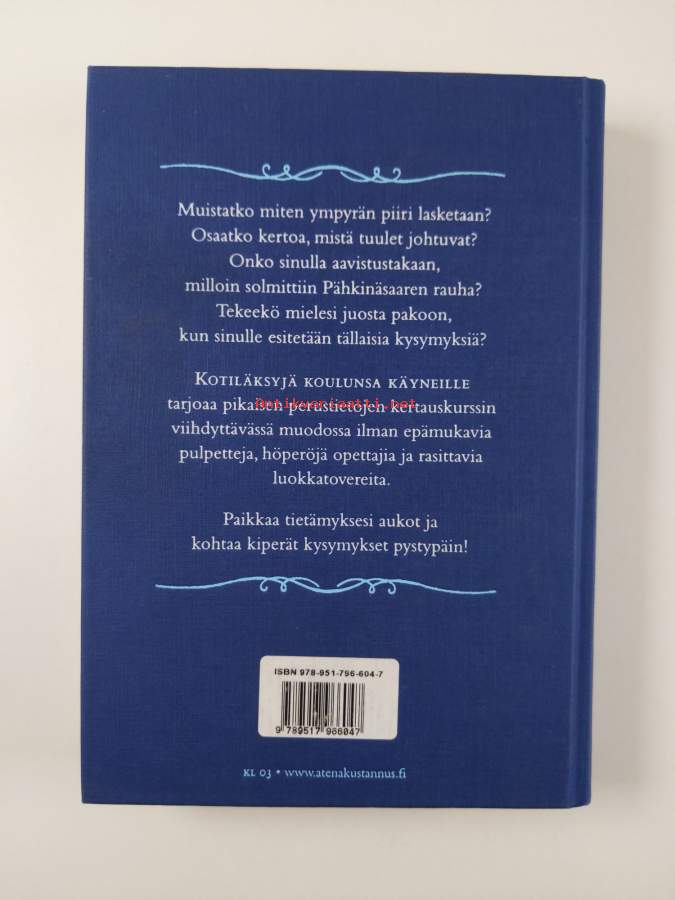 Muistatko miten ympyrän piiri lasketaan?
Osaatko kertoa, mistä tuulet johtuvat?
Onko sinulla aavistustakaan,
milloin solmittiin Pähkinäsaaren rauha?
Tekeekö mielesi juosta pakoon,
kun sinulle esitetään tällaisia kysymyksiä?
KOTILÄKSYJÄ KOULUNSA KÄYNEILLE
Antikvariaatti.net
tarjoaa pikaisen perustietojen kertauskurssin
viihdyttävässä muodossa ilman epämukavia
pulpetteja, höperöjä opettajia ja rasittavia
luokkatovereita.
Paikkaa tietämyksesi aukot ja
kohtaa kiperät kysymykset pystypäin!
ISBN 978-951-796-604-7
9 789517 966047
KL 03 • www.atenakustannus.fi